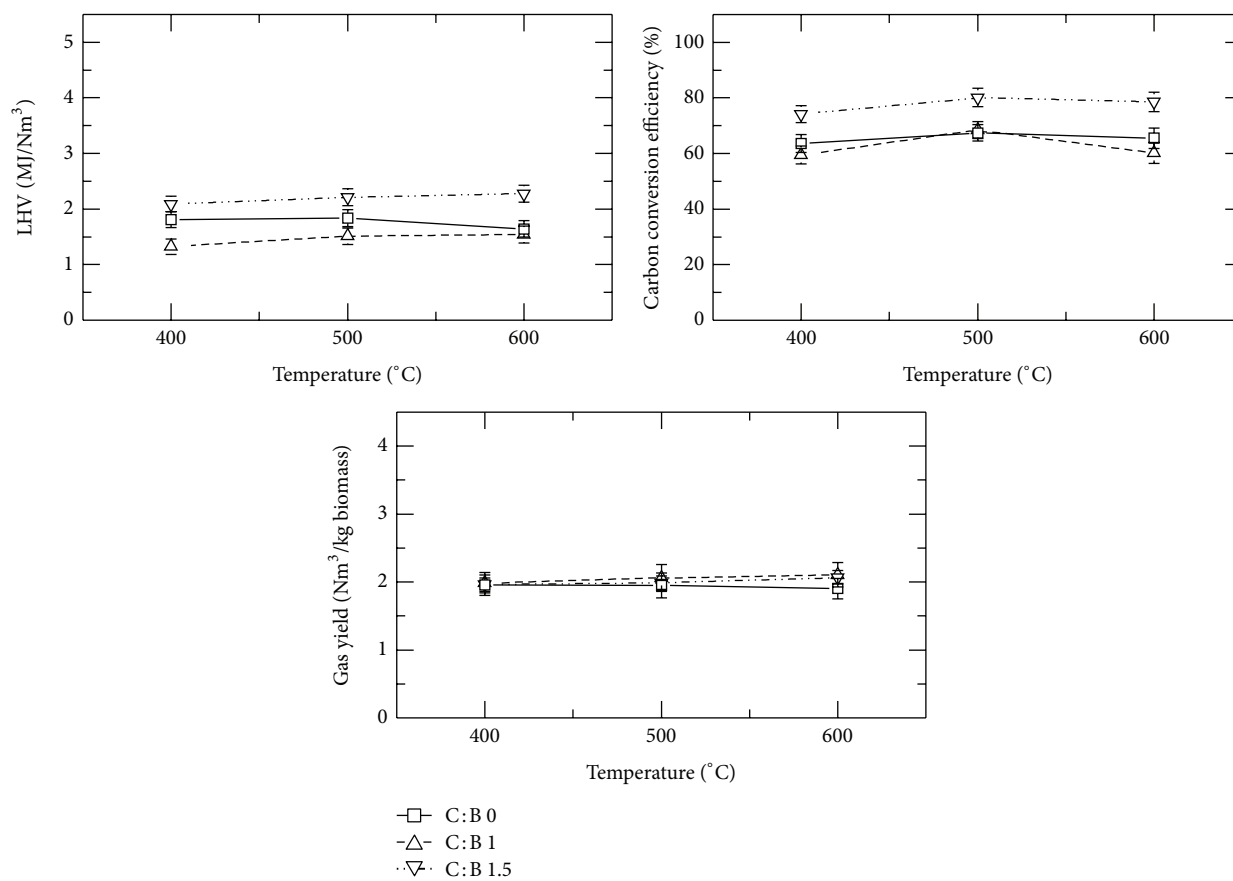 LHV (MJ/Nm³)
5
4
3
2
1
0
400 500 600
Temperature (°C)
Carbon conversion efficiency (%)
100
80
60
40
20
0
400 500 600
Temperature (°C)
Gas yield (Nm³/kg biomass)
4
3
2
1
0
400 500 600
Temperature (°C)
C:B 0
C:B 1
C:B 1.5